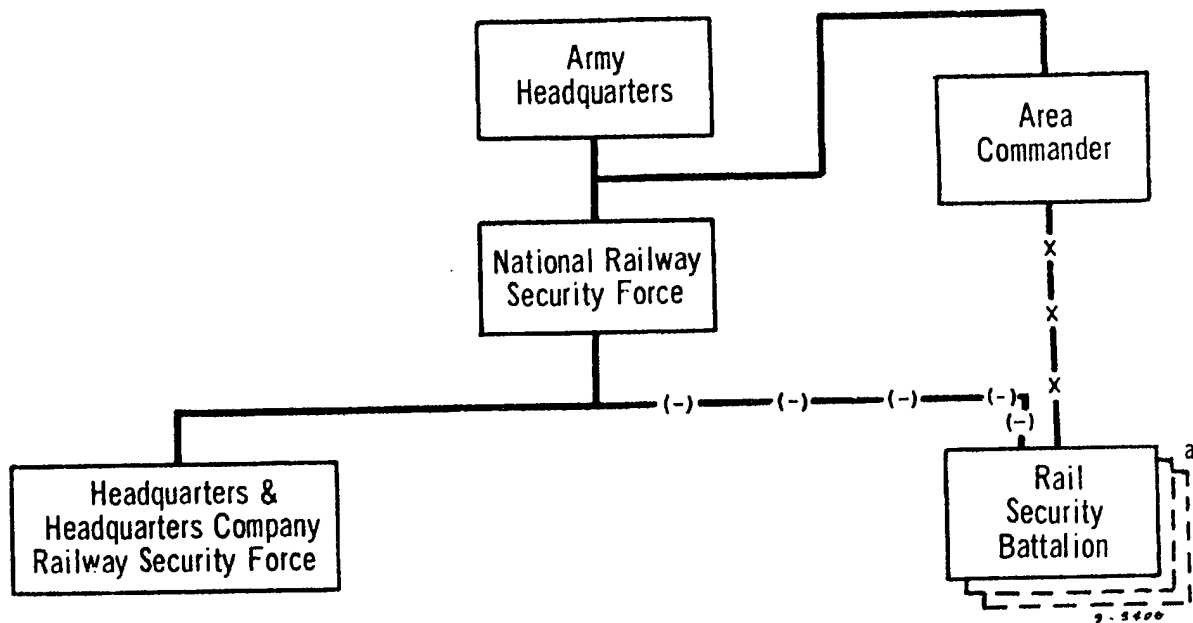 Army
Headquarters
Area
Commander
National Railway
Security Force
X
X
X
(-)
(-)
(-)
(-)
(-)
Headquarters &
Headquarters Company
Railway Security Force
Rail
Security
Battalion
a